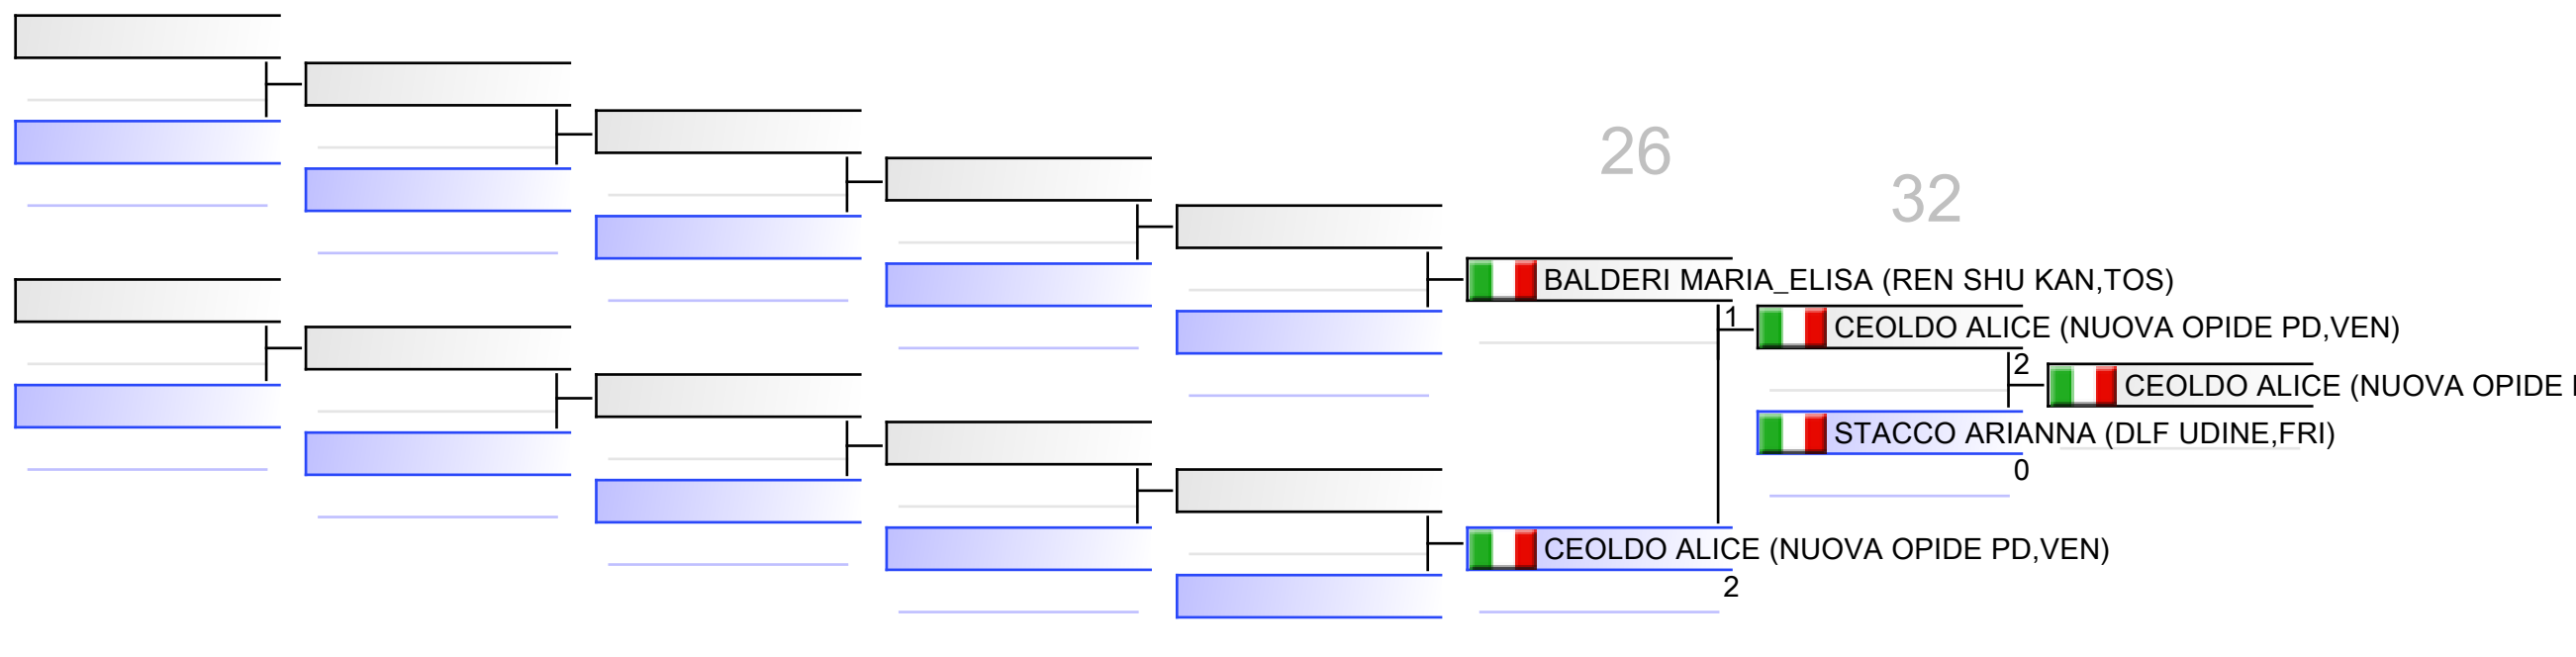 26
32
BALDERI MARIA_ELISA (REN SHU KAN,TOS)
1
CEOLDO ALICE (NUOVA OPIDE PD,VEN)
2
CEOLDO ALICE (NUOVA OPIDE
STACCO ARIANNA (DLF UDINE,FRI)
0
CEOLDO ALICE (NUOVA OPIDE PD,VEN)
2